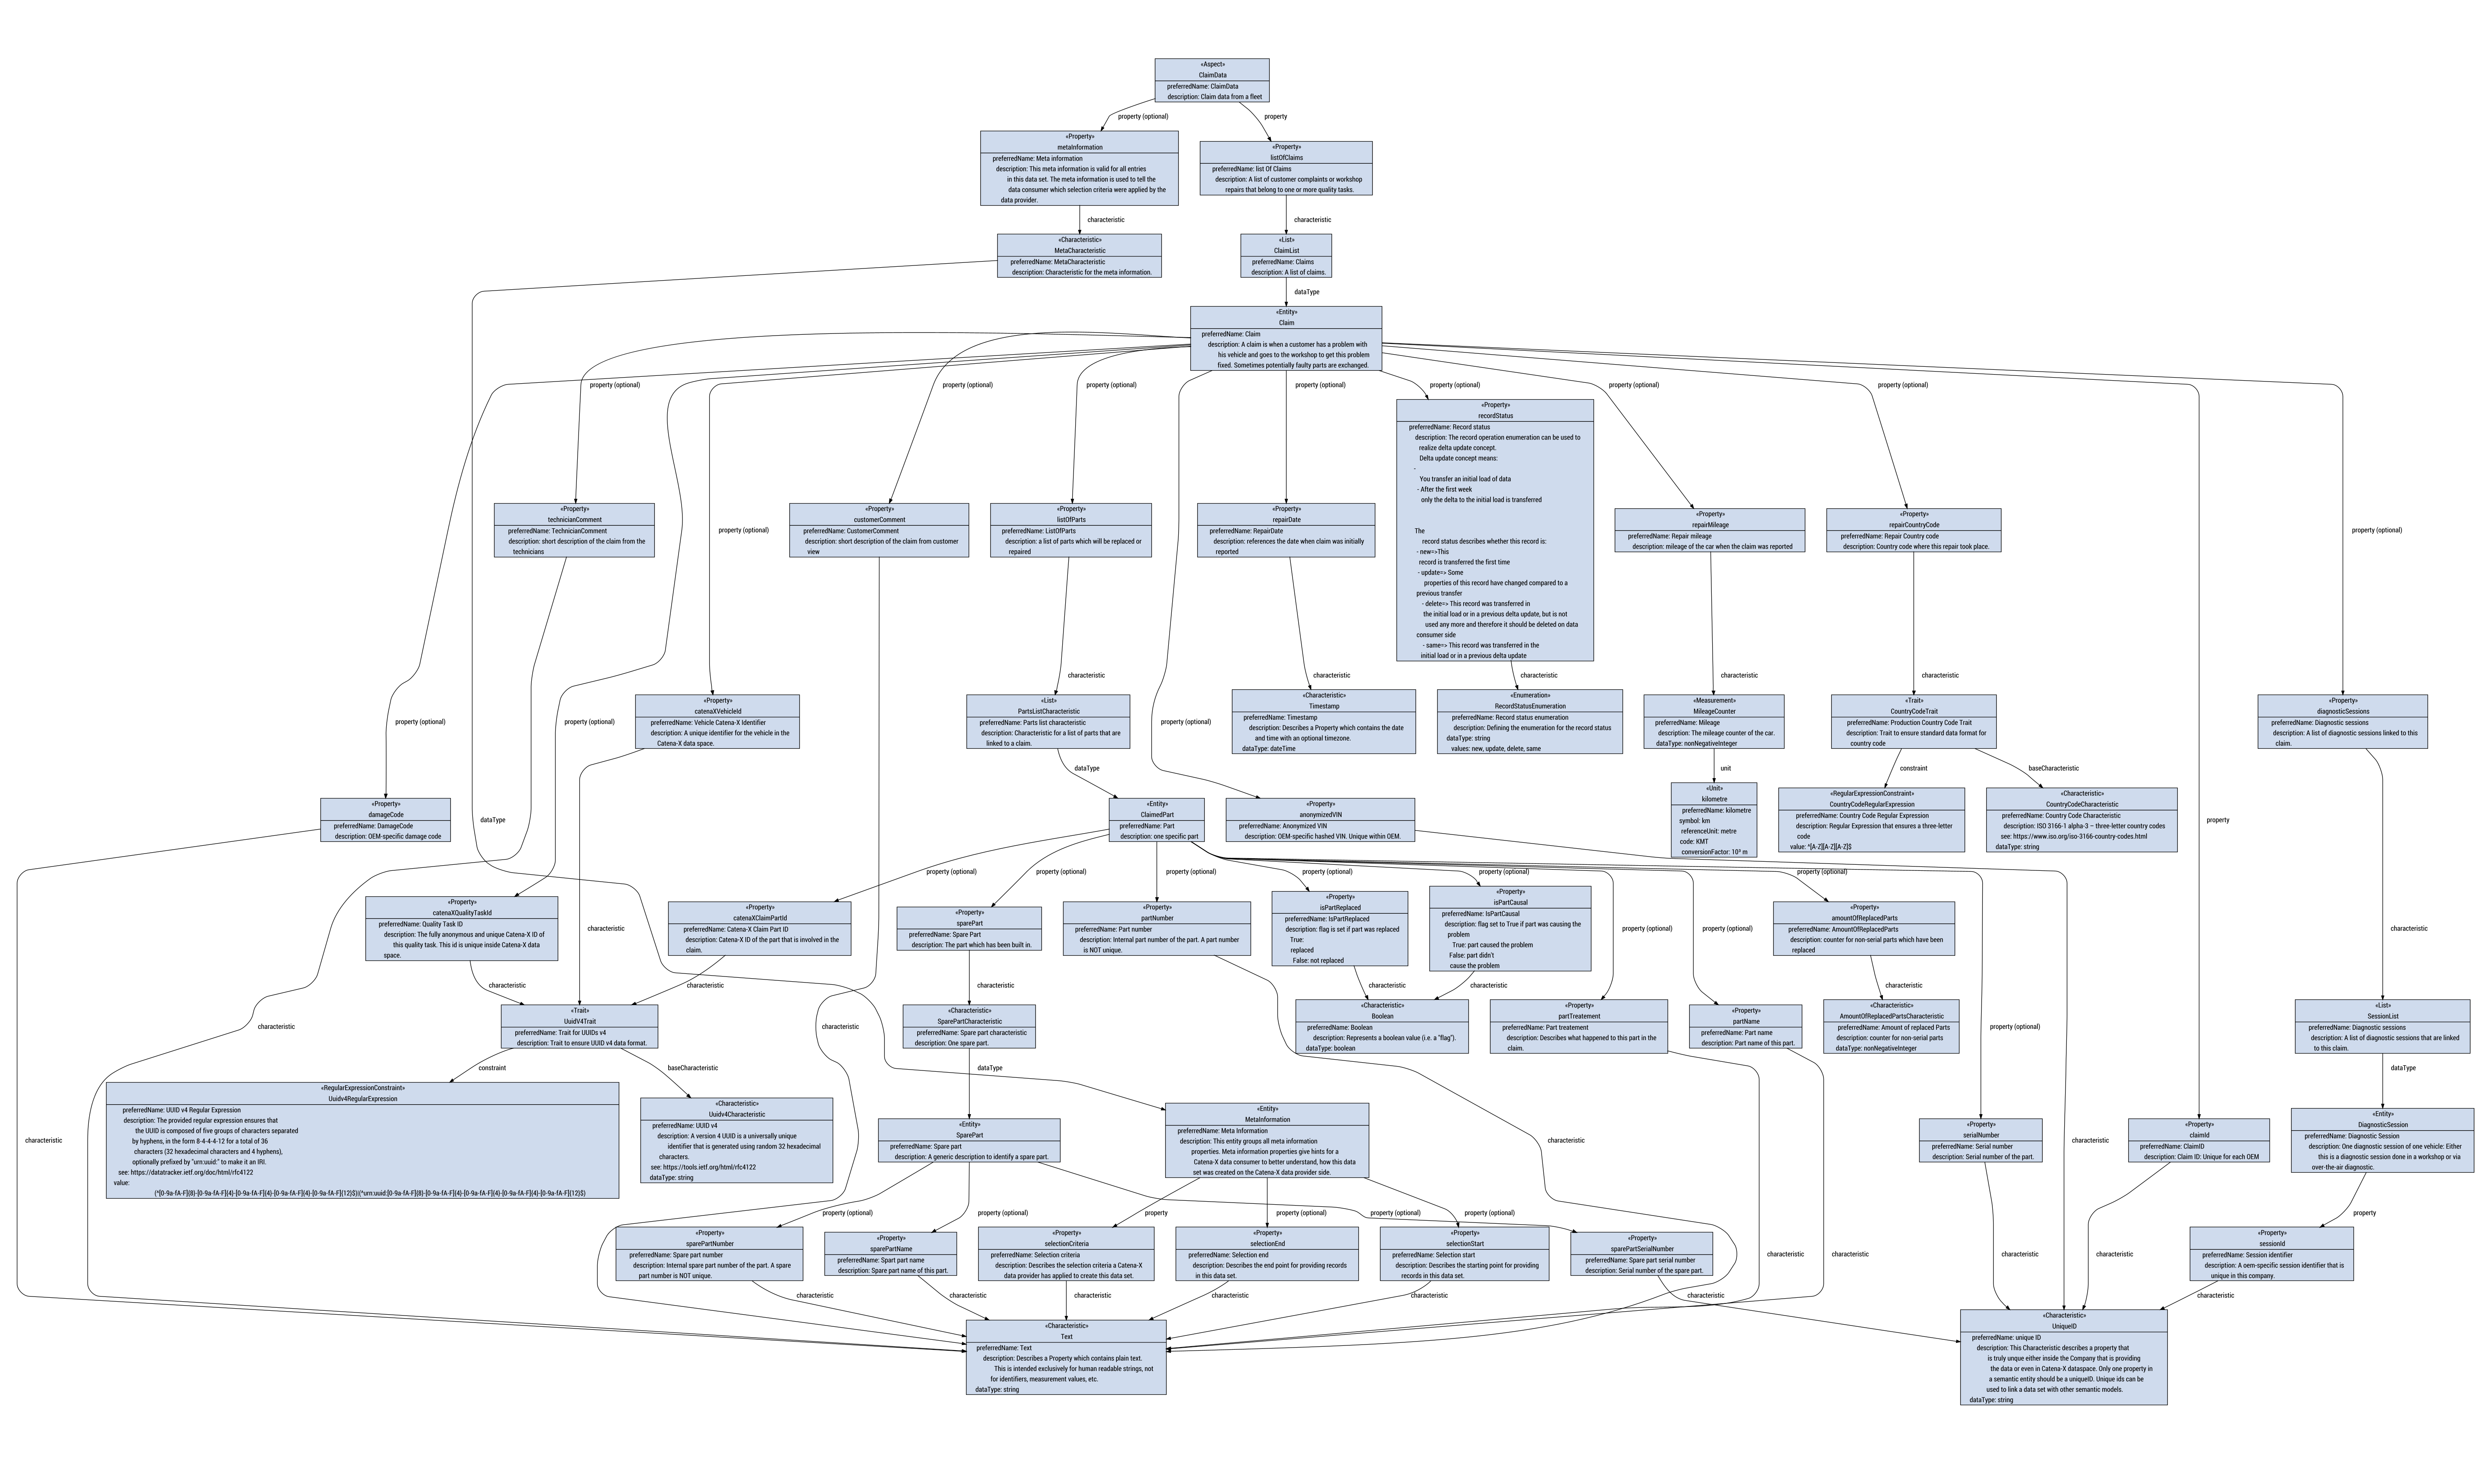 «Aspect»
ClaimData
preferredName: ClaimData
description: Claim data from a fleet
property (optional)
property
«Property»
metaInformation
preferredName: Meta information
description: This meta information is valid for all entries
in this data set. The meta information is used to tell the
data consumer which selection criteria were applied by the
data provider.
«Property»
listOfClaims
preferredName: list Of Claims
description: A list of customer complaints or workshop
repairs that belong to one or more quality tasks.
characteristic
characteristic
«Characteristic»
MetaCharacteristic
preferredName: MetaCharacteristic
description: Characteristic for the meta information.
«List»
ClaimList
preferredName: Claims
description: A list of claims.
dataType
«Entity»
Claim
preferredName: Claim
description: A claim is when a customer has a problem with
his vehicle and goes to the workshop to get this problem
fixed. Sometimes potentially faulty parts are exchanged.
property (optional)
property (optional)
property (optional)
property (optional)
property (optional)
property (optional)
property (optional)
«Property»
recordStatus
preferredName: Record status
description: The record operation enumeration can be used to
realize delta update concept.
Delta update concept means:
-
You transfer an initial load of data
- After the first week
only the delta to the initial load is transferred
The
record status describes whether this record is:
- new=>This
record is transferred the first time
- update=> Some
properties of this record have changed compared to a
previous transfer
- delete=> This record was transferred in
the initial load or in a previous delta update, but is not
used any more and therefore it should be deleted on data
consumer side
- same=> This record was transferred in the
initial load or in a previous delta update
«Property»
technicianComment
preferredName: TechnicianComment
description: short description of the claim from the
technicians
property (optional)
«Property»
customerComment
preferredName: CustomerComment
description: short description of the claim from customer
view
«Property»
listOfParts
preferredName: ListOfParts
description: a list of parts which will be replaced or
repaired
«Property»
repairDate
preferredName: RepairDate
description: references the date when claim was initially
reported
«Property»
repairMileage
preferredName: Repair mileage
description: mileage of the car when the claim was reported
«Property»
repairCountryCode
preferredName: Repair Country code
description: Country code where this repair took place.
property (optional)
characteristic
characteristic
characteristic
characteristic
characteristic
property (optional)
property (optional)
«Property»
catenaXVehicleId
preferredName: Vehicle Catena-X Identifier
description: A unique identifier for the vehicle in the
Catena-X data space.
«List»
PartsListCharacteristic
preferredName: Parts list characteristic
description: Characteristic for a list of parts that are
linked to a claim.
property (optional)
«Characteristic»
Timestamp
preferredName: Timestamp
description: Describes a Property which contains the date
and time with an optional timezone.
dataType: dateTime
«Enumeration»
RecordStatusEnumeration
preferredName: Record status enumeration
description: Defining the enumeration for the record status
dataType: string
values: new, update, delete, same
«Measurement»
MileageCounter
preferredName: Mileage
description: The mileage counter of the car.
dataType: nonNegativeInteger
«Trait»
CountryCodeTrait
preferredName: Production Country Code Trait
description: Trait to ensure standard data format for
country code
«Property»
diagnosticSessions
preferredName: Diagnostic sessions
description: A list of diagnostic sessions linked to this
claim.
dataType
unit
constraint
baseCharacteristic
«Property»
damageCode
preferredName: DamageCode
description: OEM-specific damage code
dataType
«Entity»
ClaimedPart
preferredName: Part
description: one specific part
«Property»
anonymizedVIN
preferredName: Anonymized VIN
description: OEM-specific hashed VIN. Unique within OEM.
«Unit»
kilometre
preferredName: kilometre
symbol: km
referenceUnit: metre
code: KMT
conversionFactor: 10³ m
«RegularExpressionConstraint»
CountryCodeRegularExpression
preferredName: Country Code Regular Expression
description: Regular Expression that ensures a three-letter
code
value: ^[A-Z][A-Z][A-Z]$
«Characteristic»
CountryCodeCharacteristic
preferredName: Country Code Characteristic
description: ISO 3166-1 alpha-3 – three-letter country codes
see: https://www.iso.org/iso-3166-country-codes.html
dataType: string
property
property (optional)
property (optional)
property (optional)
property (optional)
property (optional)
property (optional)
«Property»
catenaXQualityTaskId
preferredName: Quality Task ID
description: The fully anonymous and unique Catena-X ID of
this quality task. This id is unique inside Catena-X data
space.
characteristic
«Property»
catenaXClaimPartId
preferredName: Catena-X Claim Part ID
description: Catena-X ID of the part that is involved in the
claim.
«Property»
sparePart
preferredName: Spare Part
description: The part which has been built in.
«Property»
partNumber
preferredName: Part number
description: Internal part number of the part. A part number
is NOT unique.
«Property»
isPartReplaced
preferredName: IsPartReplaced
description: flag is set if part was replaced
True:
replaced
False: not replaced
«Property»
isPartCausal
preferredName: IsPartCausal
description: flag set to True if part was causing the
problem
True: part caused the problem
False: part didn't
cause the problem
property (optional)
property (optional)
«Property»
amountOfReplacedParts
preferredName: AmountOfReplacedParts
description: counter for non-serial parts which have been
replaced
characteristic
characteristic
characteristic
characteristic
characteristic
characteristic
characteristic
«Trait»
UuidV4Trait
preferredName: Trait for UUIDs v4
description: Trait to ensure UUID v4 data format.
characteristic
characteristic
«Characteristic»
SparePartCharacteristic
preferredName: Spare part characteristic
description: One spare part.
«Characteristic»
Boolean
preferredName: Boolean
description: Represents a boolean value (i.e. a "flag").
dataType: boolean
«Property»
partTreatement
preferredName: Part treatement
description: Describes what happened to this part in the
claim.
«Property»
partName
preferredName: Part name
description: Part name of this part.
«Characteristic»
AmountOfReplacedPartsCharacteristic
preferredName: Amount of replaced Parts
description: counter for non-serial parts
dataType: nonNegativeInteger
property (optional)
«List»
SessionList
preferredName: Diagnostic sessions
description: A list of diagnostic sessions that are linked
to this claim.
constraint
baseCharacteristic
dataType
dataType
«RegularExpressionConstraint»
Uuidv4RegularExpression
preferredName: UUID v4 Regular Expression
description: The provided regular expression ensures that
the UUID is composed of five groups of characters separated
by hyphens, in the form 8-4-4-4-12 for a total of 36
characters (32 hexadecimal characters and 4 hyphens),
optionally prefixed by "urn:uuid:" to make it an IRI.
see: https://datatracker.ietf.org/doc/html/rfc4122
value:
(^[0-9a-fA-F]{8}-[0-9a-fA-F]{4}-[0-9a-fA-F]{4}-[0-9a-fA-F]{4}-[0-9a-fA-F]{12}$)|(^urn:uuid:[0-9a-fA-F]{8}-[0-9a-fA-F]{4}-[0-9a-fA-F]{4}-[0-9a-fA-F]{4}-[0-9a-fA-F]{12}$)
«Characteristic»
Uuidv4Characteristic
preferredName: UUID v4
description: A version 4 UUID is a universally unique
identifier that is generated using random 32 hexadecimal
characters.
see: https://tools.ietf.org/html/rfc4122
dataType: string
«Entity»
SparePart
preferredName: Spare part
description: A generic description to identify a spare part.
«Entity»
MetaInformation
preferredName: Meta Information
description: This entity groups all meta information
properties. Meta information properties give hints for a
Catena-X data consumer to better understand, how this data
set was created on the Catena-X data provider side.
characteristic
«Property»
serialNumber
preferredName: Serial number
description: Serial number of the part.
characteristic
«Property»
claimId
preferredName: ClaimID
description: Claim ID: Unique for each OEM
«Entity»
DiagnosticSession
preferredName: Diagnostic Session
description: One diagnostic session of one vehicle: Either
this is a diagnostic session done in a workshop or via
over-the-air diagnostic.
characteristic
property (optional)
property (optional)
property
property (optional)
property (optional)
property (optional)
property
«Property»
sparePartNumber
preferredName: Spare part number
description: Internal spare part number of the part. A spare
part number is NOT unique.
«Property»
sparePartName
preferredName: Spart part name
description: Spare part name of this part.
«Property»
selectionCriteria
preferredName: Selection criteria
description: Describes the selection criteria a Catena-X
data provider has applied to create this data set.
«Property»
selectionEnd
preferredName: Selection end
description: Describes the end point for providing records
in this data set.
«Property»
selectionStart
preferredName: Selection start
description: Describes the starting point for providing
records in this data set.
«Property»
sparePartSerialNumber
preferredName: Spare part serial number
description: Serial number of the spare part.
characteristic
characteristic
characteristic
characteristic
«Property»
sessionId
preferredName: Session identifier
description: A oem-specific session identifier that is
unique in this company.
characteristic
characteristic
characteristic
characteristic
characteristic
characteristic
characteristic
«Characteristic»
Text
preferredName: Text
description: Describes a Property which contains plain text.
This is intended exclusively for human readable strings, not
for identifiers, measurement values, etc.
dataType: string
«Characteristic»
UniqueID
preferredName: unique ID
description: This Characteristic describes a property that
is truly unque either inside the Company that is providing
the data or even in Catena-X dataspace. Only one property in
a semantic entity should be a uniqueID. Unique ids can be
used to link a data set with other semantic models.
dataType: string